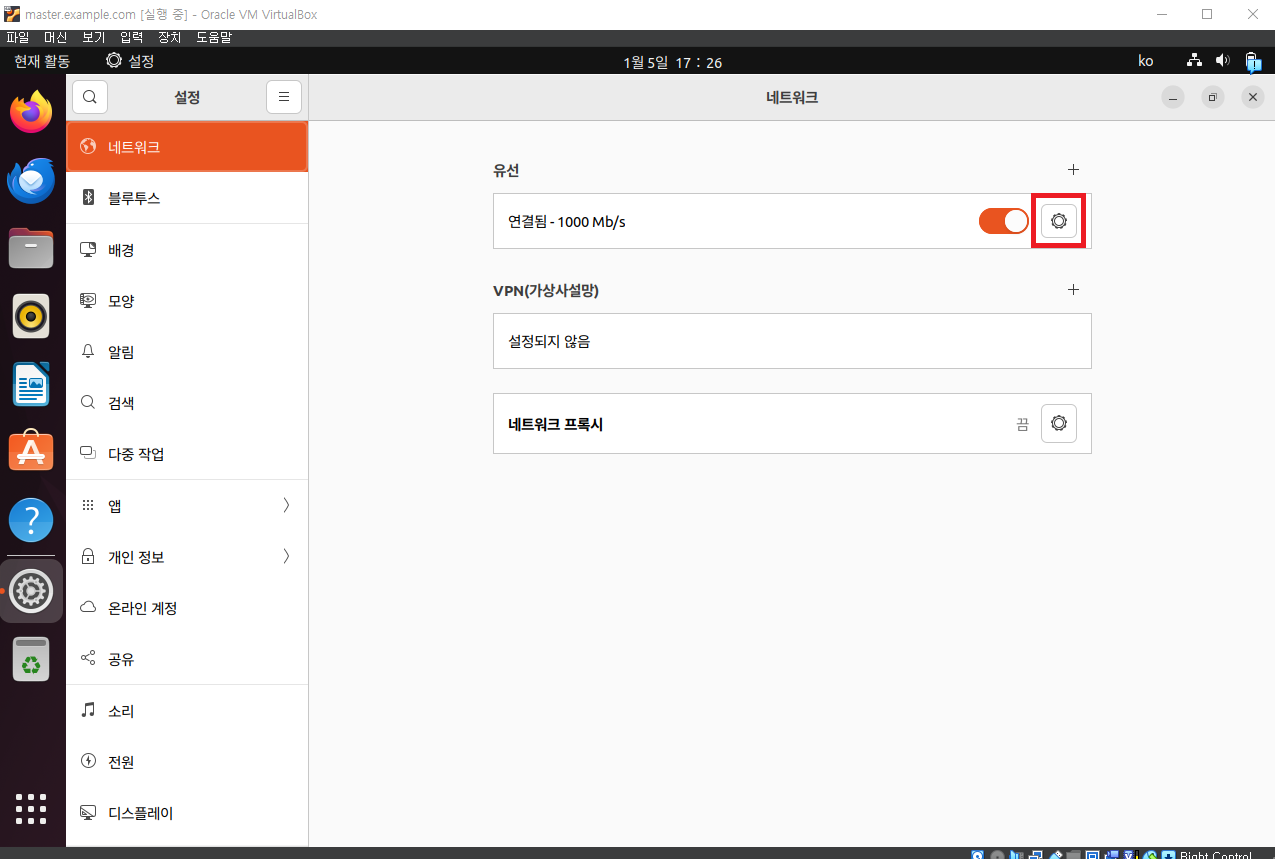 master.example.com [실행 중] - Oracle VM VirtualBox
파일 머신 보기 입력 장치 도움말
현재 활동 설정 1월 5일 17 : 26 ko
설정
네트워크
네트워크
블루투스
배경
모양
알림
검색
다중 작업
앱
개인 정보
온라인 계정
공유
소리
전원
디스플레이
유선
연결됨 - 1000 Mb/s
VPN(가상사설망)
설정되지 않음
네트워크 프록시 끔
Right Control